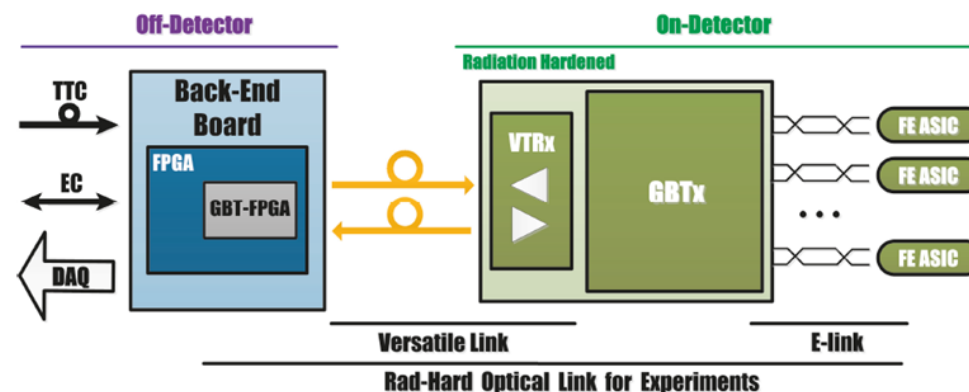 Off-Detector
On-Detector
Radiation Hardened
TTC
EC
DAQ
Back-End
Board
FPGA
GBT-FPGA
VTRx
GBTx
FE ASIC
FE ASIC
...
FE ASIC
Versatile Link
E-link
Rad-Hard Optical Link for Experiments